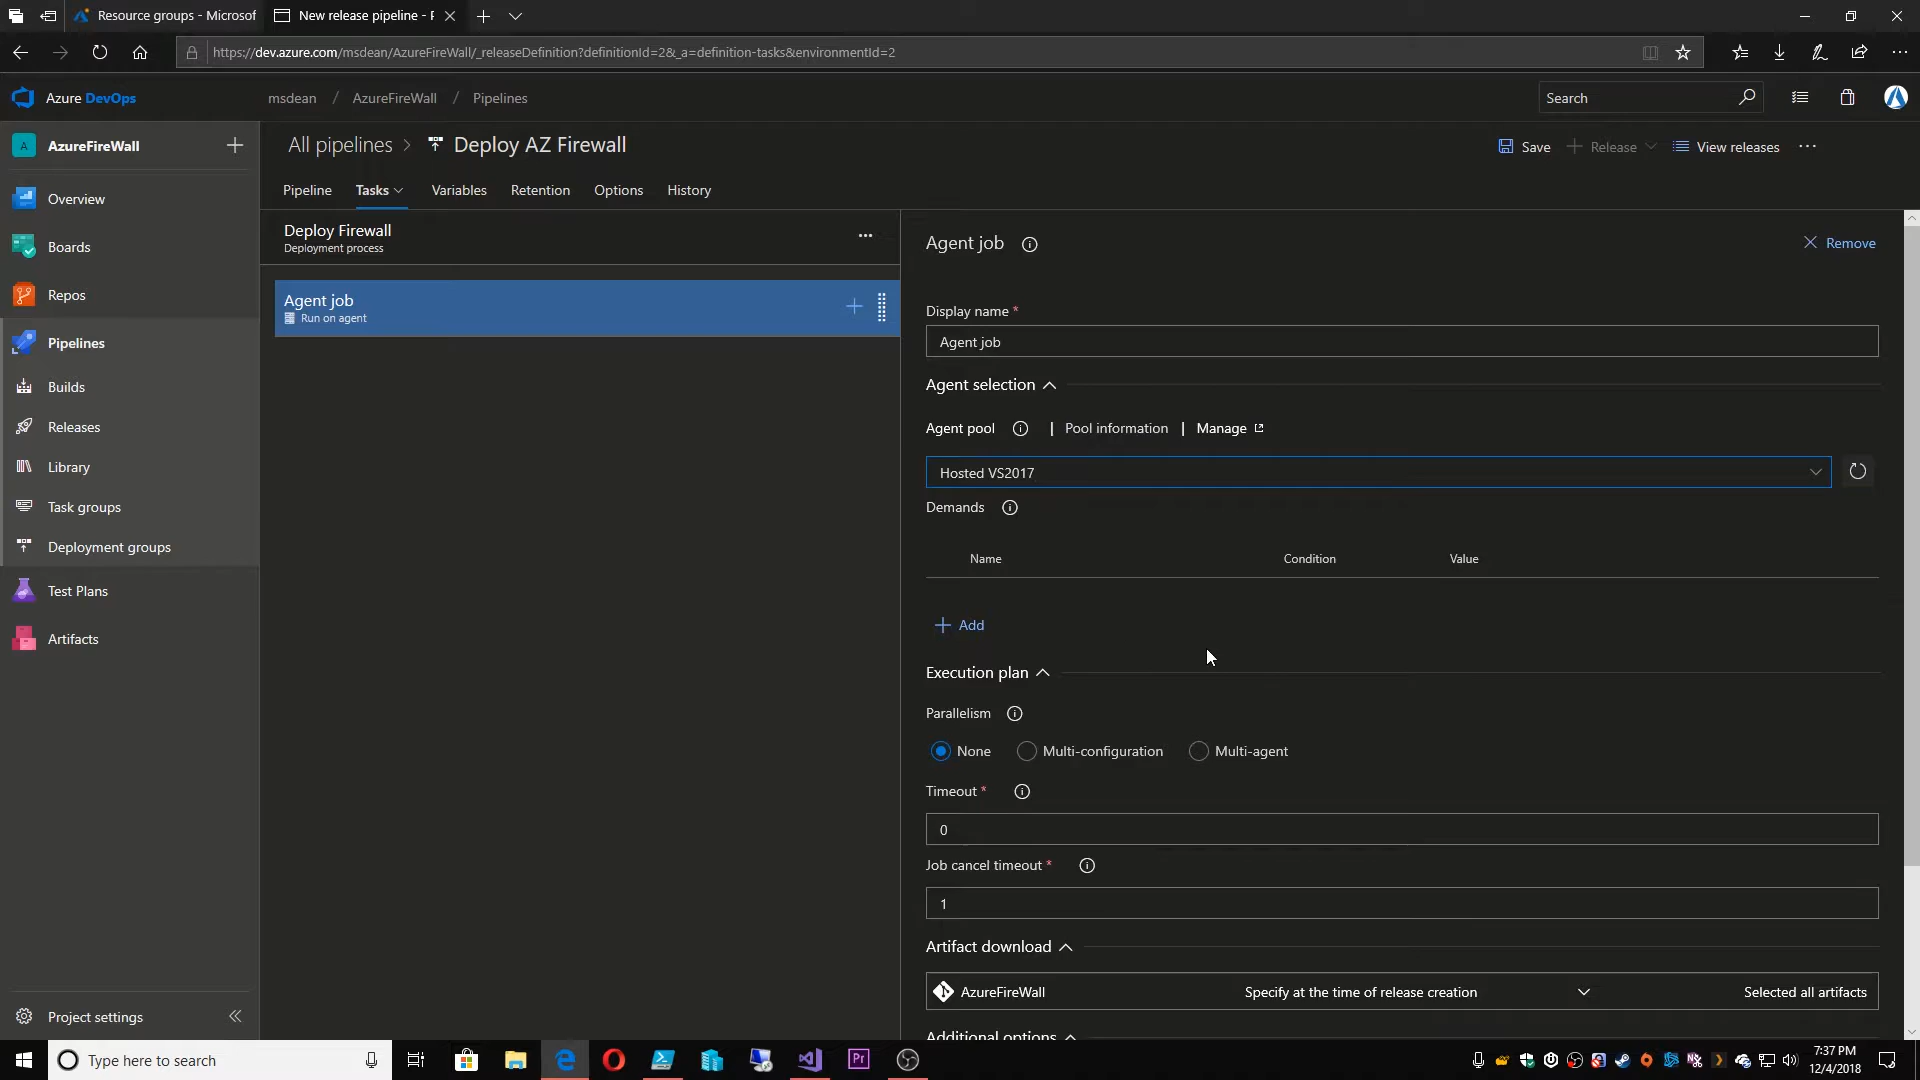 Resource groups - Microsof
New release pipeline - F
https://dev.azure.com/msdean/AzureFireWall/_releaseDefinition?definitionId=2&_a=definition-tasks&environmentId=2
Azure DevOps
msdean / AzureFireWall / Pipelines
Search
A AzureFireWall
Overview
Boards
Repos
Pipelines
Builds
Releases
Library
Task groups
Deployment groups
Test Plans
Artifacts
Project settings
All pipelines > Deploy AZ Firewall
Save
Release
View releases
Pipeline Tasks Variables Retention Options History
Deploy Firewall
Deployment process
Agent job
Run on agent
Agent job
Remove
Display name *
Agent job
Agent selection
Agent pool | Pool information | Manage
Hosted VS2017
Demands
Name Condition Value
Add
Execution plan
Parallelism
None Multi-configuration Multi-agent
Timeout *
0
Job cancel timeout *
1
Artifact download
AzureFireWall Specify at the time of release creation Selected all artifacts
Additional options
Type here to search
Pr
7:37 PM
12/4/2018